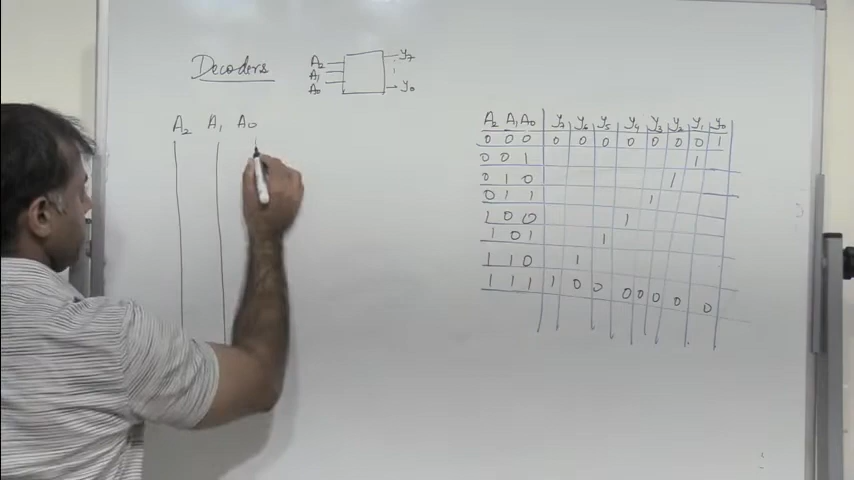 Decoders
A2 y7
A1
A0 y0
A2 A1 A0
A2 A1 A0 y7 y6 y5 y4 y3 y2 y1 y0
0 0 0 0 0 0 0 0 0 0 1
0 0 1 1
0 1 0 1
0 1 1 1
1 0 0 1
1 0 1 1
1 1 0 1
1 1 1 1 0 0 0 0 0 0 0